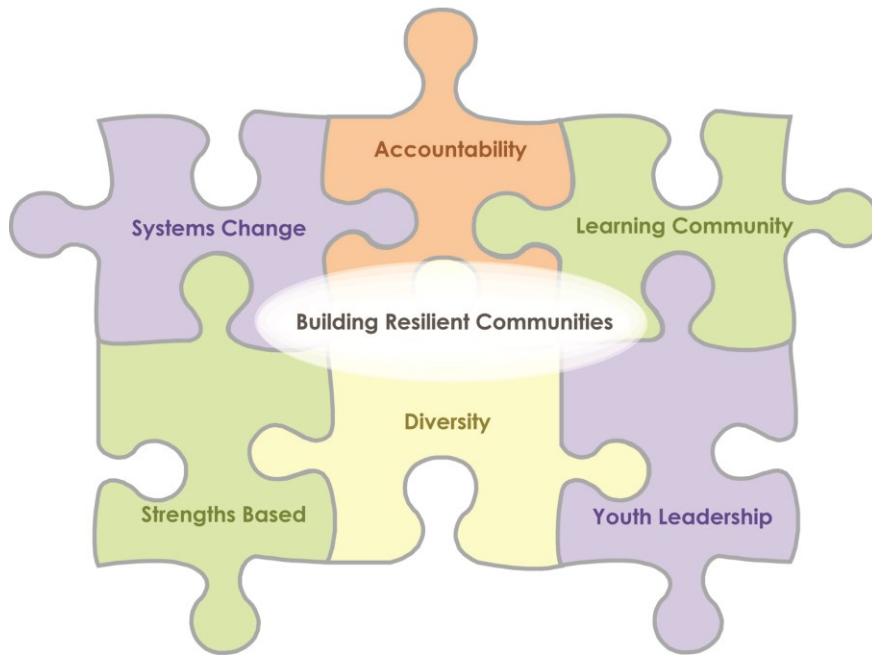 Accountability
Systems Change
Learning Community
Building Resilient Communities
Diversity
Strengths Based
Youth Leadership